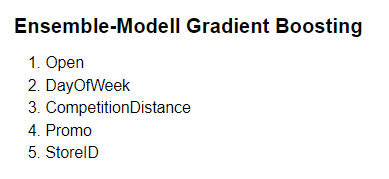 Ensemble-Modell Gradient Boosting
1. Open
2. DayOfWeek
3. CompetitionDistance
4. Promo
5. StoreID